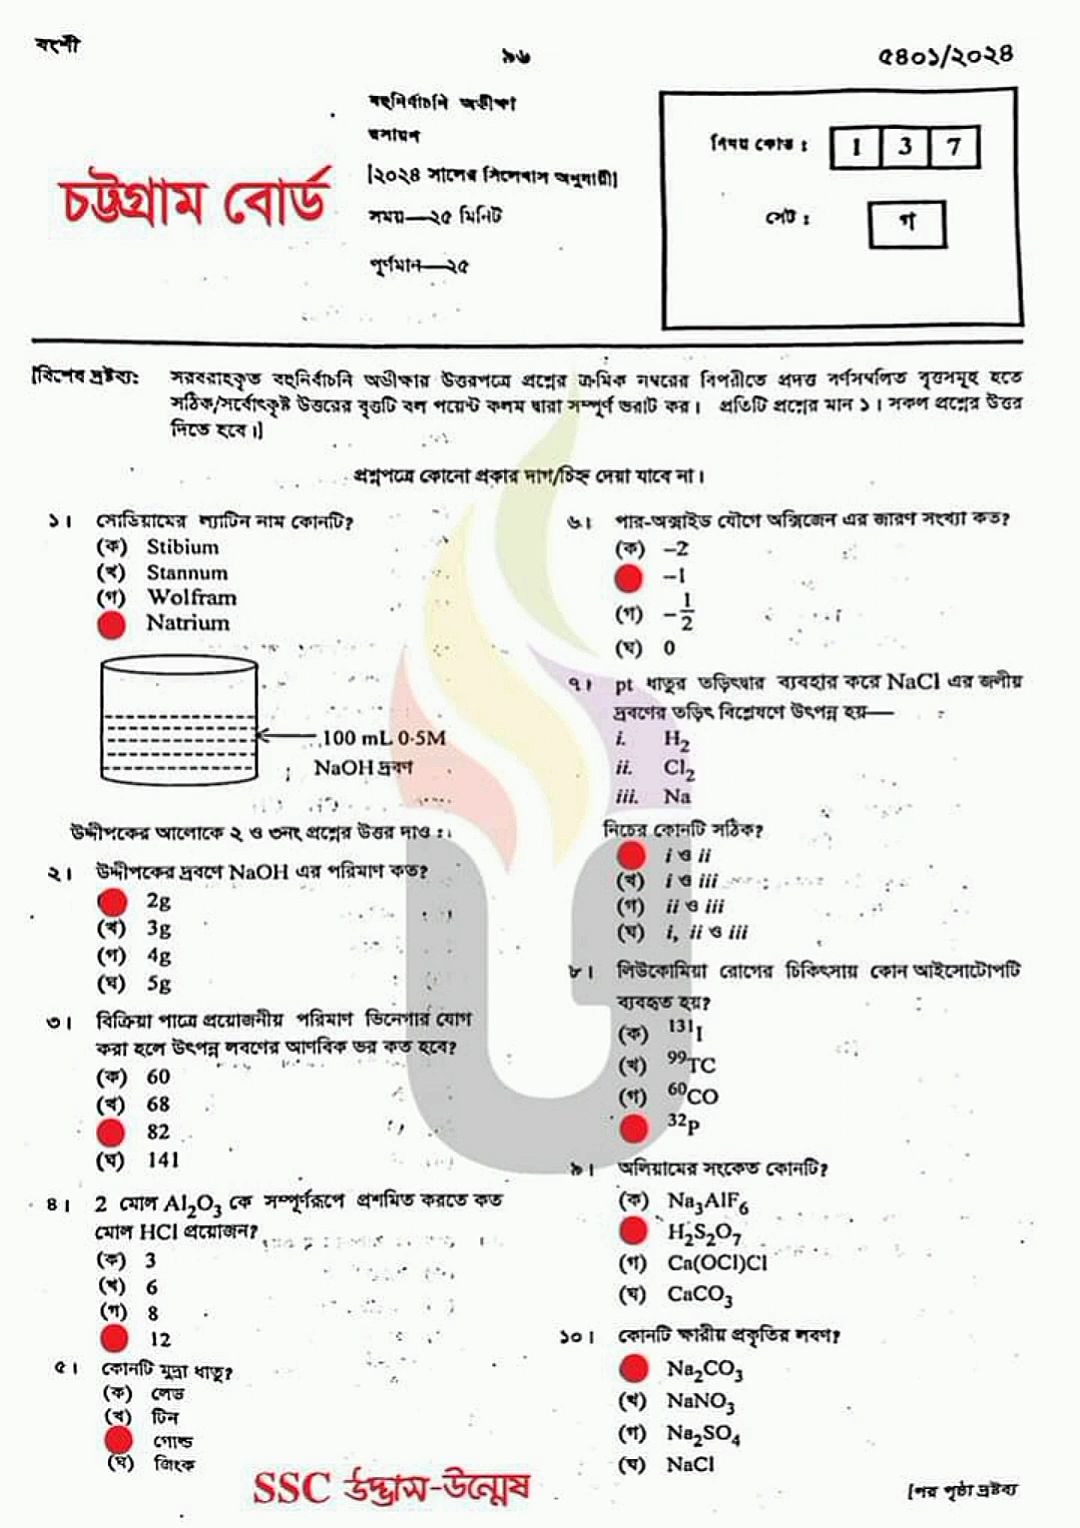 বংশী
৯৬
৫৪০১/২০২৪
বহুনির্বাচনি অভীক্ষা
রসায়ন
[২০২৪ সালের সিলেবাস অনুযায়ী]
সময়—২৫ মিনিট
পূর্ণমান—২৫
চট্টগ্রাম বোর্ড
বিষয় কোড : 1 3 7
সেট : গ
[বিশেষ দ্রষ্টব্য: সরবরাহকৃত বহুনির্বাচনি অভীক্ষার উত্তরপত্রে প্রশ্নের ক্রমিক নম্বরের বিপরীতে প্রদত্ত বর্ণসম্বলিত বৃত্তসমূহ হতে
সঠিক/সর্বোৎকৃষ্ট উত্তরের বৃত্তটি বল পয়েন্ট কলম দ্বারা সম্পূর্ণ ভরাট কর। প্রতিটি প্রশ্নের মান ১। সকল প্রশ্নের উত্তর
দিতে হবে।]
প্রশ্নপত্রে কোনো প্রকার দাগ/চিহ্ন দেয়া যাবে না।
১। সোডিয়ামের ল্যাটিন নাম কোনটি?
(ক) Stibium
(খ) Stannum
(গ) Wolfram
Natrium
100 mL 0·5M
NaOH দ্রবণ
উদ্দীপকের আলোকে ২ ও ৩নং প্রশ্নের উত্তর দাও :
২। উদ্দীপকের দ্রবণে NaOH এর পরিমাণ কত?
2g
(খ) 3g
(গ) 4g
(ঘ) 5g
৩। বিক্রিয়া পাত্রে প্রয়োজনীয় পরিমাণ ভিনেগার যোগ
করা হলে উৎপন্ন লবণের আণবিক ভর কত হবে?
(ক) 60
(খ) 68
82
(ঘ) 141
৪। 2 মোল Al₂O₃ কে সম্পূর্ণরূপে প্রশমিত করতে কত
মোল HCl প্রয়োজন?
(ক) 3
(খ) 6
(গ) 8
12
৫। কোনটি মুদ্রা ধাতু?
(ক) লেড
(খ) টিন
গোল্ড
(ঘ) জিংক
৬। পার-অক্সাইড যৌগে অক্সিজেন এর জারণ সংখ্যা কত?
(ক) –2
–1
(গ) –1/2
(ঘ) 0
৭। pt ধাতুর তড়িৎদ্বার ব্যবহার করে NaCl এর জলীয়
দ্রবণের তড়িৎ বিশ্লেষণে উৎপন্ন হয়—
i. H₂
ii. Cl₂
iii. Na
নিচের কোনটি সঠিক?
i ও ii
(খ) i ও iii
(গ) ii ও iii
(ঘ) i, ii ও iii
৮। লিউকোমিয়া রোগের চিকিৎসায় কোন আইসোটোপটি
ব্যবহৃত হয়?
(ক) ¹³¹I
(খ) ⁹⁹TC
(গ) ⁶⁰CO
³²P
৯। অলিয়ামের সংকেত কোনটি?
(ক) Na₃AlF₆
H₂S₂O₇
(গ) Ca(OCl)Cl
(ঘ) CaCO₃
১০। কোনটি ক্ষারীয় প্রকৃতির লবণ?
Na₂CO₃
(খ) NaNO₃
(গ) Na₂SO₄
(ঘ) NaCl
SSC উদ্ভাস-উন্মেষ
[পর পৃষ্ঠা দ্রষ্টব্য